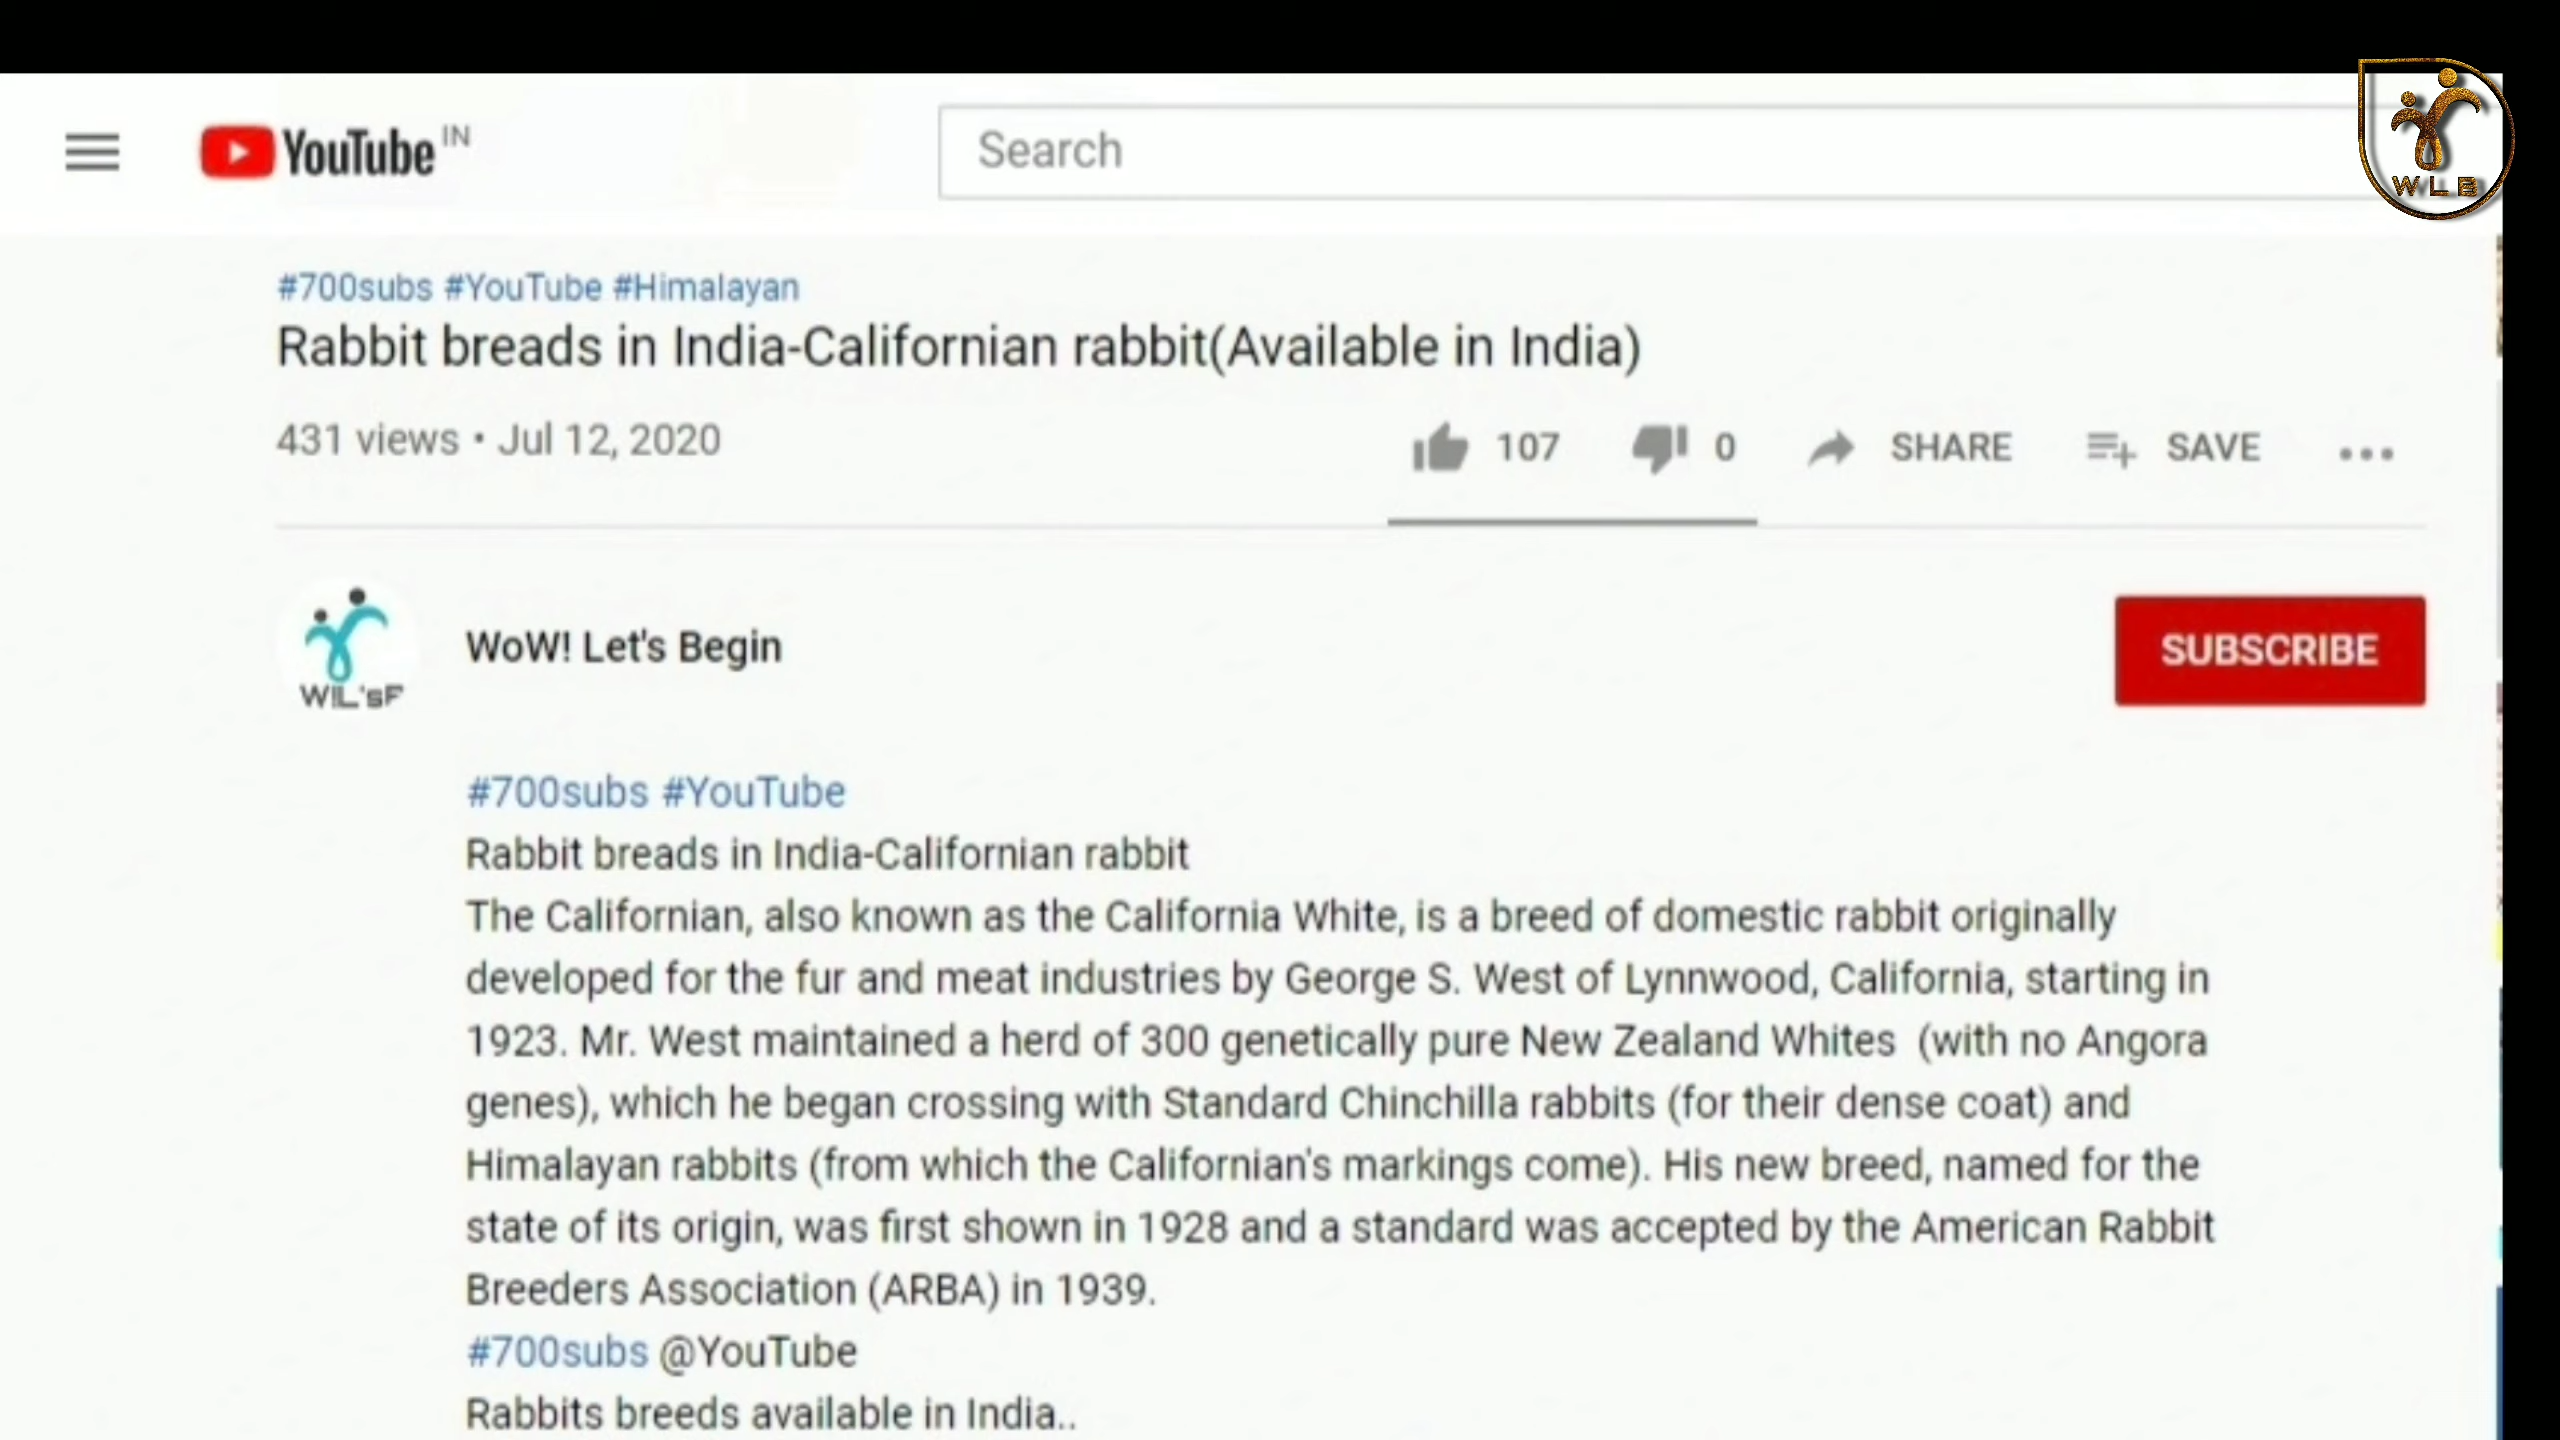 YouTube IN
Search
WLB
#700subs #YouTube #Himalayan
Rabbit breads in India-Californian rabbit(Available in India)
431 views • Jul 12, 2020
107 0 SHARE SAVE
WIL'sF
WoW! Let's Begin
SUBSCRIBE
#700subs #YouTube
Rabbit breads in India-Californian rabbit
The Californian, also known as the California White, is a breed of domestic rabbit originally
developed for the fur and meat industries by George S. West of Lynnwood, California, starting in
1923. Mr. West maintained a herd of 300 genetically pure New Zealand Whites (with no Angora
genes), which he began crossing with Standard Chinchilla rabbits (for their dense coat) and
Himalayan rabbits (from which the Californian's markings come). His new breed, named for the
state of its origin, was first shown in 1928 and a standard was accepted by the American Rabbit
Breeders Association (ARBA) in 1939.
#700subs @YouTube
Rabbits breeds available in India..